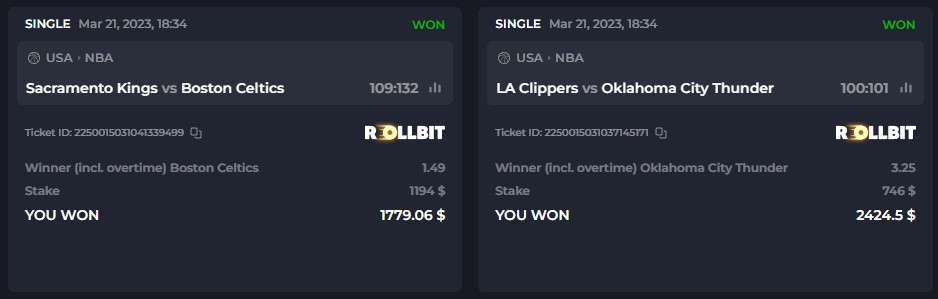 SINGLE Mar 21, 2023, 18:34 WON
USA › NBA
Sacramento Kings vs Boston Celtics 109:132
Ticket ID: 2250015031041339499
ROLLBIT
Winner (incl. overtime) Boston Celtics 1.49
Stake 1194 $
YOU WON 1779.06 $
SINGLE Mar 21, 2023, 18:34 WON
USA › NBA
LA Clippers vs Oklahoma City Thunder 100:101
Ticket ID: 2250015031037145171
ROLLBIT
Winner (incl. overtime) Oklahoma City Thunder 3.25
Stake 746 $
YOU WON 2424.5 $